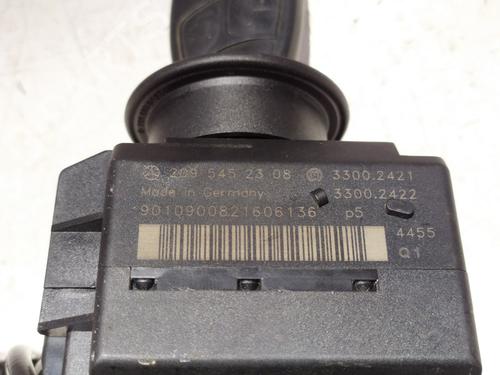 209 545 23 08 3300.2421
Made in Germany 3300.2422
9010900821606136 p5
4455
Q1